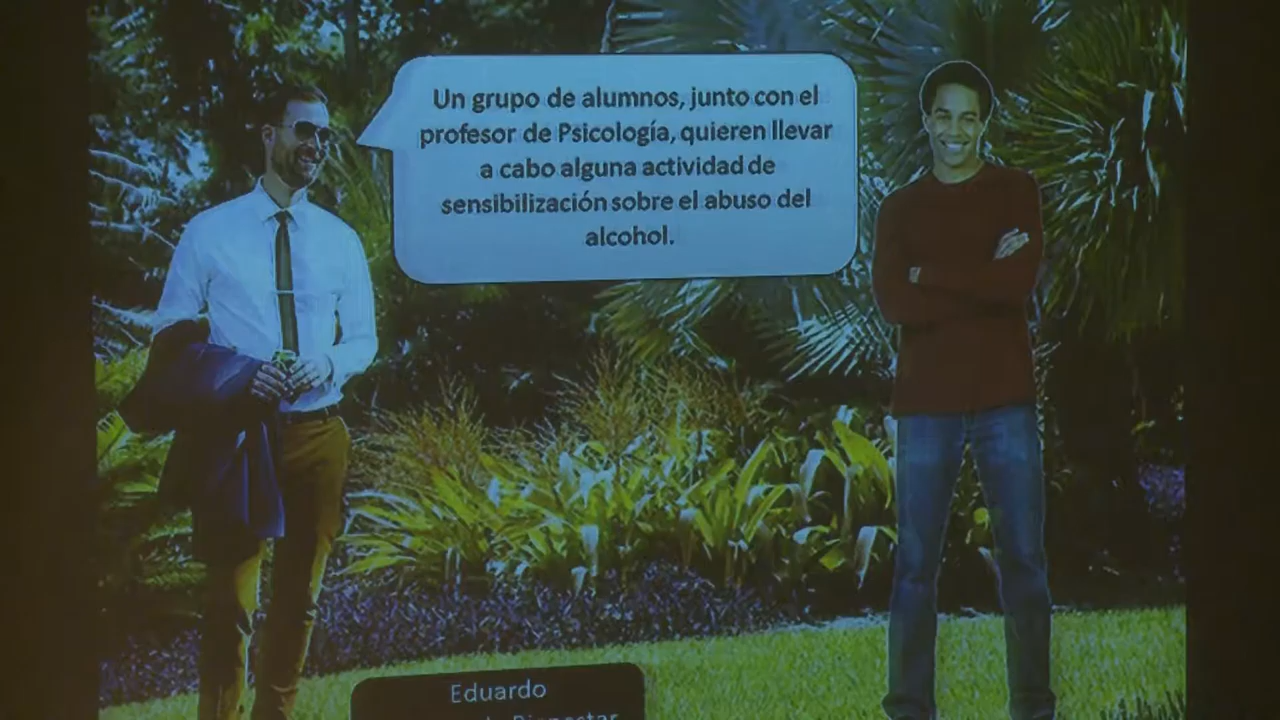 Un grupo de alumnos, junto con el
profesor de Psicología, quieren llevar
a cabo alguna actividad de
sensibilización sobre el abuso del
alcohol.
Eduardo
Bienestar